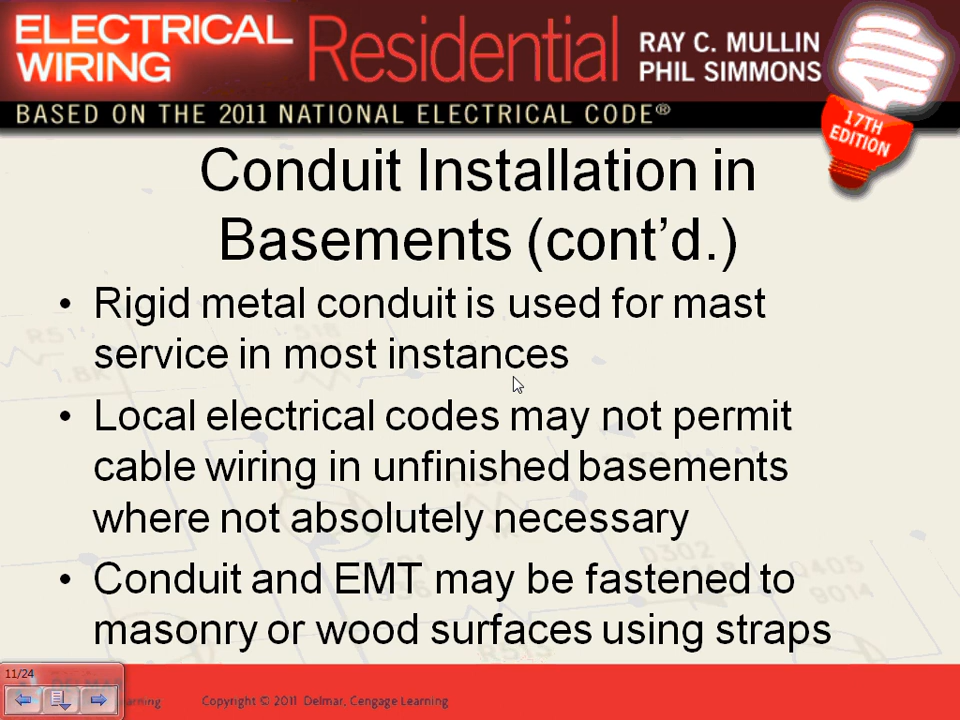 ELECTRICAL WIRING Residential RAY C. MULLIN PHIL SIMMONS
BASED ON THE 2011 NATIONAL ELECTRICAL CODE®
17TH EDITION
Conduit Installation in
Basements (cont’d.)
• Rigid metal conduit is used for mast
service in most instances
• Local electrical codes may not permit
cable wiring in unfinished basements
where not absolutely necessary
• Conduit and EMT may be fastened to
masonry or wood surfaces using straps
11/24
Copyright © 2011 Delmar, Cengage Learning